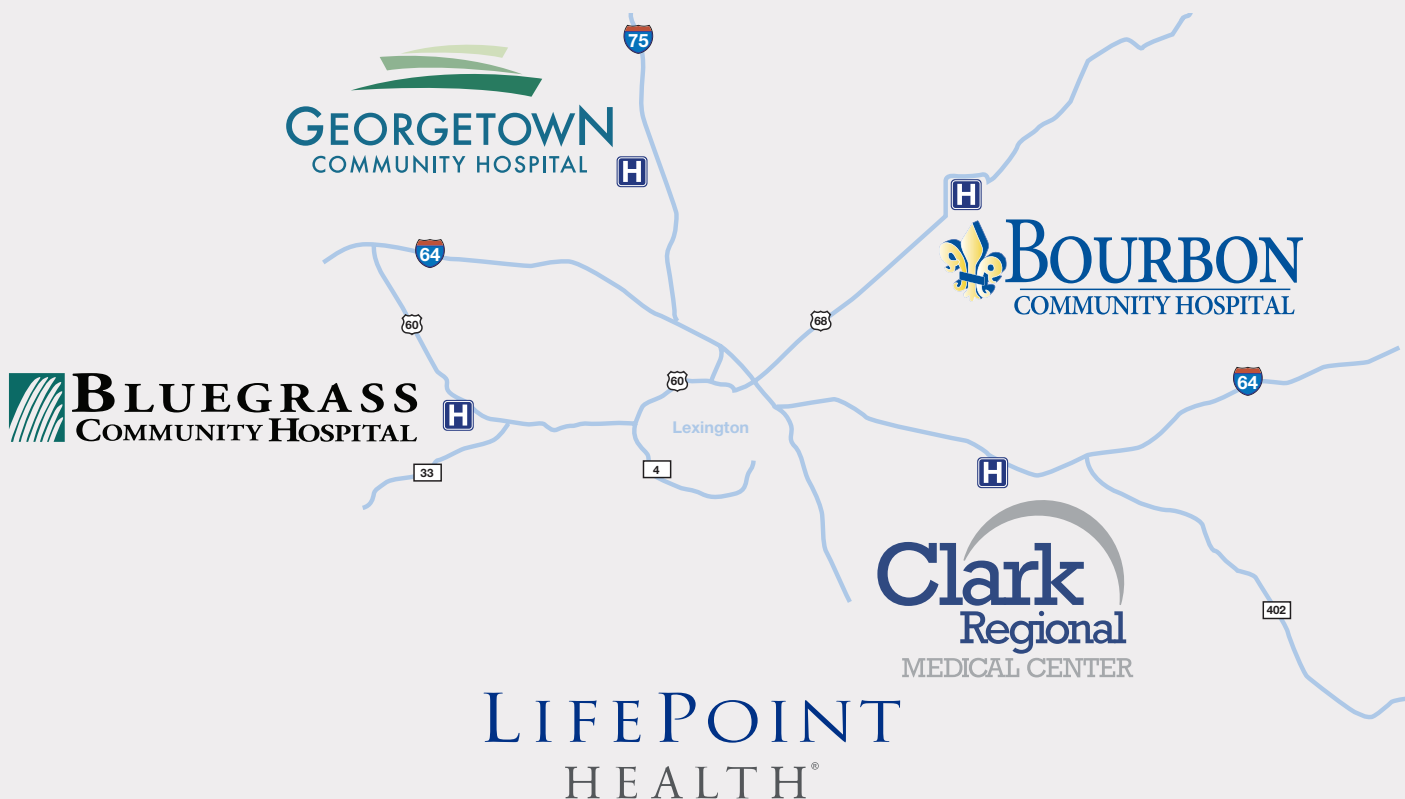 75
GEORGETOWN
COMMUNITY HOSPITAL
H
H
64
BOURBON
COMMUNITY HOSPITAL
60
68
BLUEGRASS
COMMUNITY HOSPITAL
H
60
64
Lexington
33
4
H
Clark
Regional
MEDICAL CENTER
402
LIFEPOINT
HEALTH®